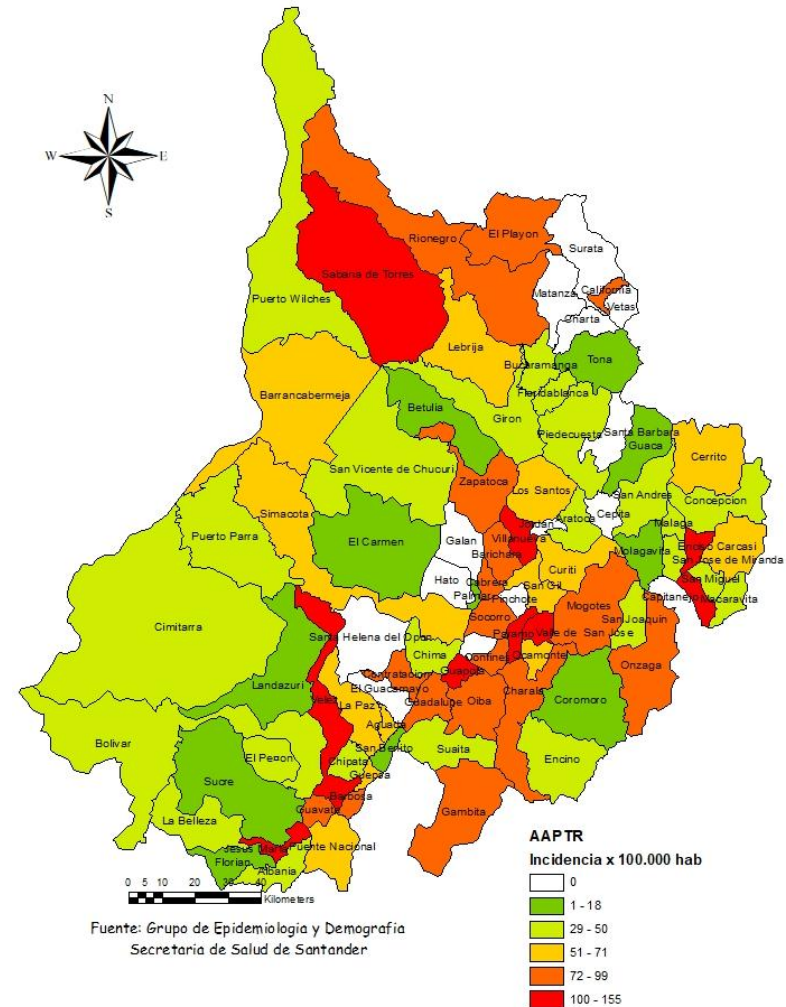 N
W E
S
Rionegro
El Playon
Surata
Sabana de Torres
Puerto Wilches
Matanza
California
Vetas
Charta
Lebrija
Bucaramanga
Tona
Barrancabermeja
Betulia
Floridablanca
Giron
Piedecuesta
Santa Barbara
Guaca
Cerrito
San Vicente de Chucuri
Zapatoca
Los Santos
San Andres
Concepcion
Simacota
Puerto Parra
El Carmen
Galan
Villanueva
Jordan
Aratoca
Cepita
Malaga
Barichara
Molagavita
Enciso
Carcasi
San Jose de Miranda
Hato
Cabrera
Curiti
San Gil
San Miguel
Palmar
Pinchote
Mogotes
Capitanejo
Macaravita
Cimitarra
Socorro
San Joaquin
Santa Helena del Opon
Paramo
Valle de San Jose
Chima
Confines
Ocamonte
Onzaga
Landazuri
Contratacion
Guapota
El Guacamayo
Velez
La Paz
Guadalupe
Oiba
Charala
Coromoro
Aguada
Bolivar
San Benito
Suaita
Encino
El Penon
Chipata
Sucre
Guepsa
Barbosa
Guavata
La Belleza
Gambita
Jesus Maria
Puente Nacional
Florian
Albania
0 5 10 20 30 40
Kilometers
Fuente: Grupo de Epidemiologia y Demografia
Secretaria de Salud de Santander
AAPTR
Incidencia x 100.000 hab
0
1 - 18
29 - 50
51 - 71
72 - 99
100 - 155